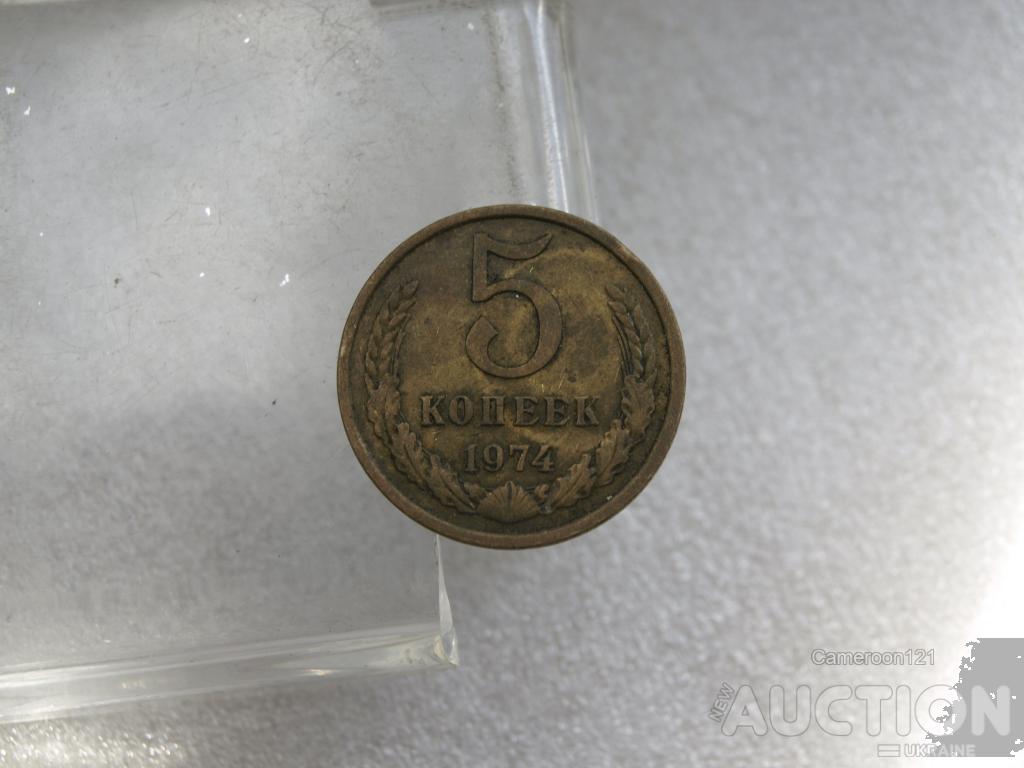 5
КОПЕЕК
1974
Cameroon121
NEW AUCTION
UKRAINE